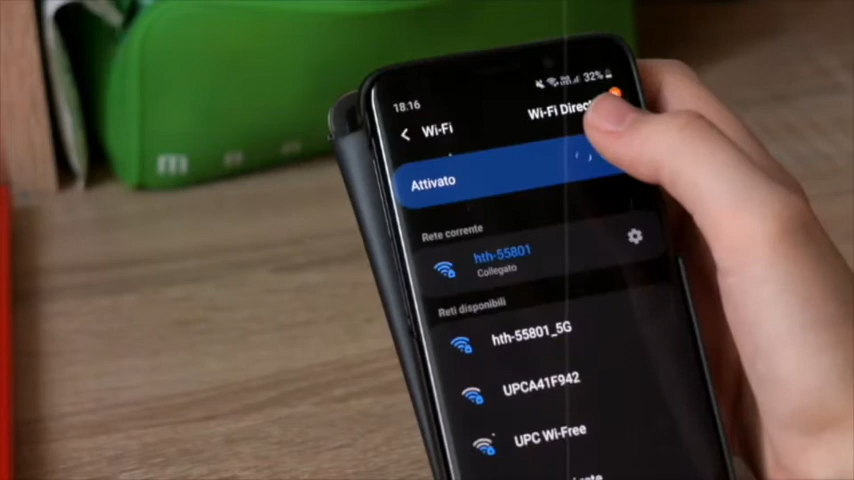 18.16 32%
Wi-Fi Wi-Fi Direct
Attivato
Rete corrente
hth-55801
Collegato
Reti disponibili
hth-55801_5G
UPCA41F942
UPC Wi-Free
m